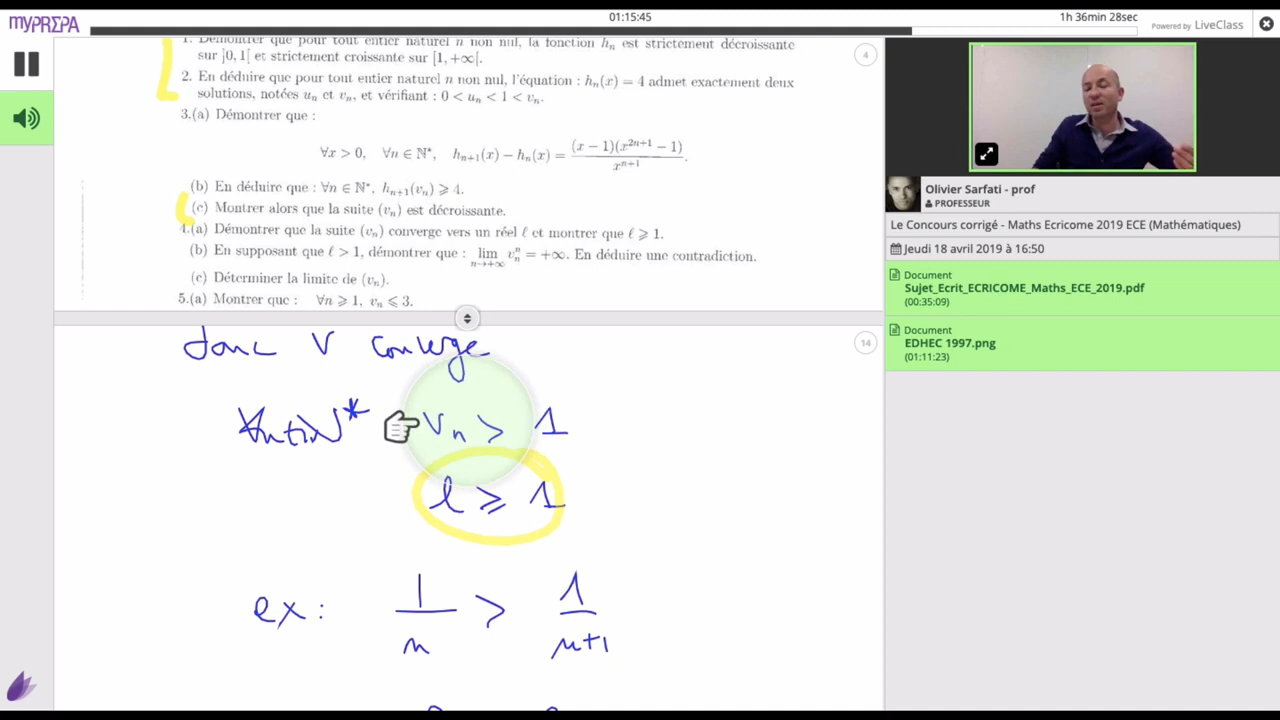 MYPREPA
01:15:45
1h 36min 28sec
Powered by LiveClass
1. Démontrer que pour tout entier naturel n non nul, la fonction hₙ est strictement décroissante
sur ]0, 1[ et strictement croissante sur [1, +∞[.
4
2. En déduire que pour tout entier naturel n non nul, l'équation : hₙ(x) = 4 admet exactement deux
solutions, notées uₙ et vₙ, et vérifiant : 0 < uₙ < 1 < vₙ.
3.(a) Démontrer que :
∀x > 0, ∀n ∈ ℕ*, hₙ₊₁(x) − hₙ(x) = (x − 1)(x²ⁿ⁺¹ − 1) / xⁿ⁺¹.
(b) En déduire que : ∀n ∈ ℕ*, hₙ₊₁(vₙ) ⩾ 4.
(c) Montrer alors que la suite (vₙ) est décroissante.
4.(a) Démontrer que la suite (vₙ) converge vers un réel ℓ et montrer que ℓ ⩾ 1.
(b) En supposant que ℓ > 1, démontrer que : lim n→+∞ vₙⁿ = +∞. En déduire une contradiction.
(c) Déterminer la limite de (vₙ).
5.(a) Montrer que : ∀n ⩾ 1, vₙ ⩽ 3.
donc V converge
14
∀n∈ℕ* vₙ > 1
ℓ ⩾ 1
ex: 1/n > 1/n+1
Olivier Sarfati - prof
PROFESSEUR
Le Concours corrigé - Maths Ecricome 2019 ECE (Mathématiques)
Jeudi 18 avril 2019 à 16:50
Document
Sujet_Ecrit_ECRICOME_Maths_ECE_2019.pdf
(00:35:09)
Document
EDHEC 1997.png
(01:11:23)